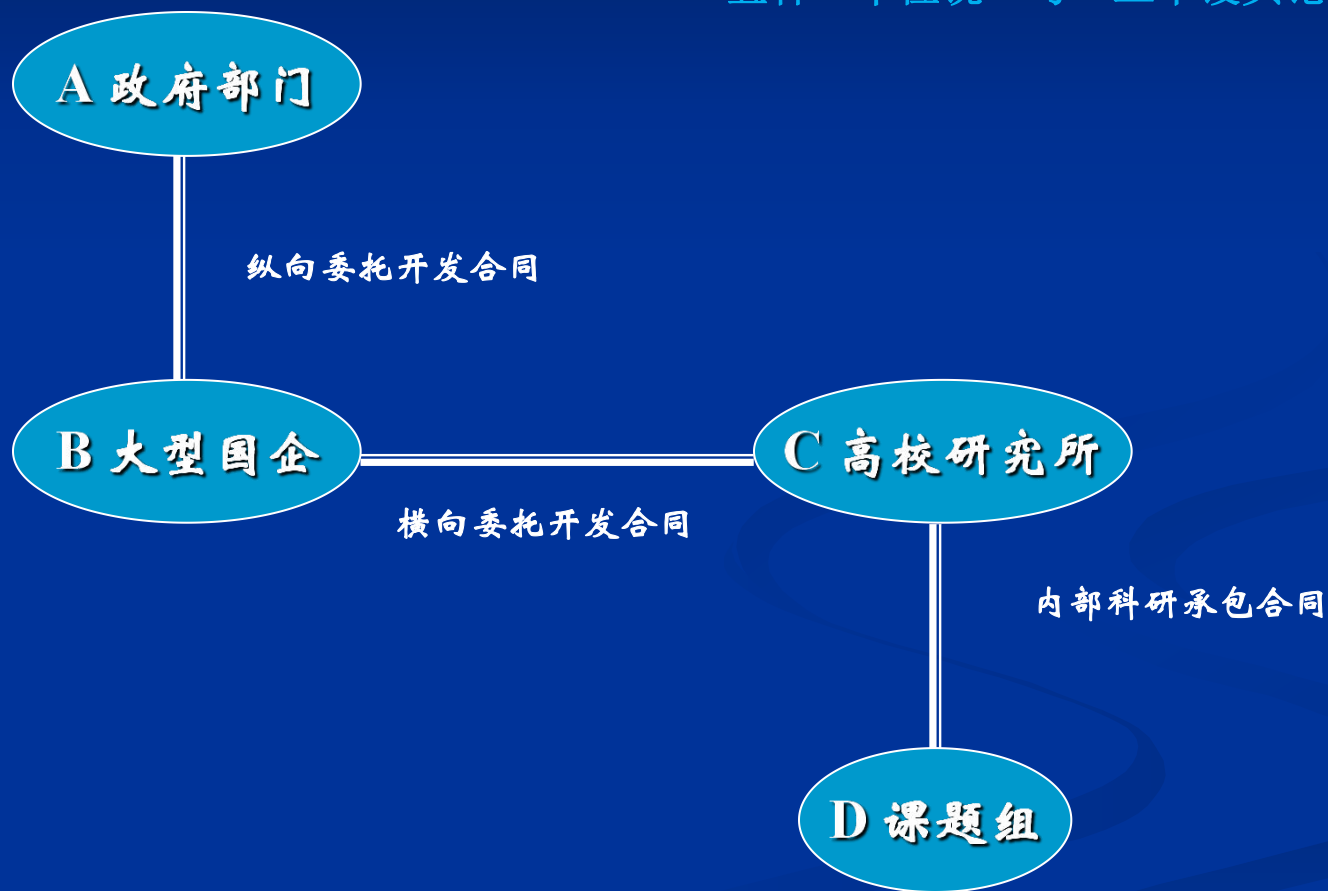 A 政府部门
纵向委托开发合同
B 大型国企
C 高校研究所
横向委托开发合同
内部科研承包合同
D 课题组